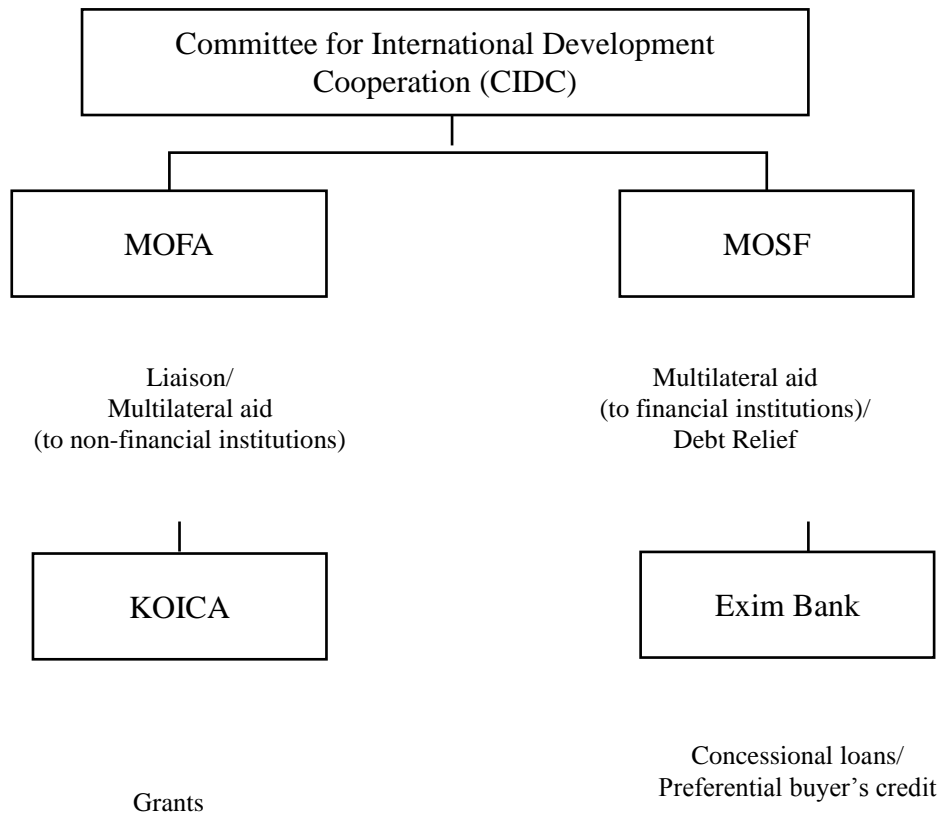 Committee for International Development
Cooperation (CIDC)
MOFA
MOSF
Liaison/
Multilateral aid
(to non-financial institutions)
Multilateral aid
(to financial institutions)/
Debt Relief
KOICA
Exim Bank
Grants
Concessional loans/
Preferential buyer’s credit